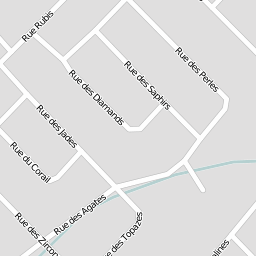 Rue Rubis
Rue des Perles
Rue des Saphirs
Rue des Diamands
Rue des Jades
Rue du Corail
Rue des Agates
Rue des Zircon
Rue des Topazes